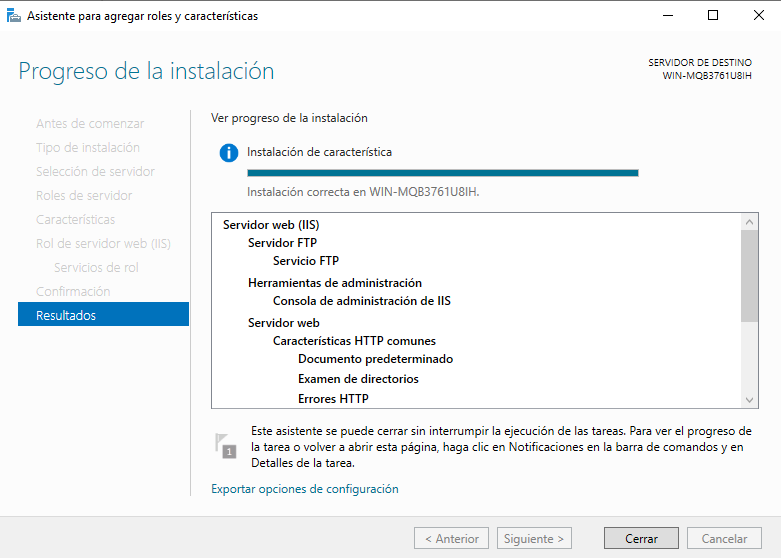 Asistente para agregar roles y características
Progreso de la instalación
SERVIDOR DE DESTINO
WIN-MQB3761U8IH
Antes de comenzar
Tipo de instalación
Selección de servidor
Roles de servidor
Características
Rol de servidor web (IIS)
Servicios de rol
Confirmación
Resultados
Ver progreso de la instalación
Instalación de característica
Instalación correcta en WIN-MQB3761U8IH.
Servidor web (IIS)
Servidor FTP
Servicio FTP
Herramientas de administración
Consola de administración de IIS
Servidor web
Características HTTP comunes
Documento predeterminado
Examen de directorios
Errores HTTP
1
Este asistente se puede cerrar sin interrumpir la ejecución de las tareas. Para ver el progreso de
la tarea o volver a abrir esta página, haga clic en Notificaciones en la barra de comandos y en
Detalles de la tarea.
Exportar opciones de configuración
< Anterior
Siguiente >
Cerrar
Cancelar